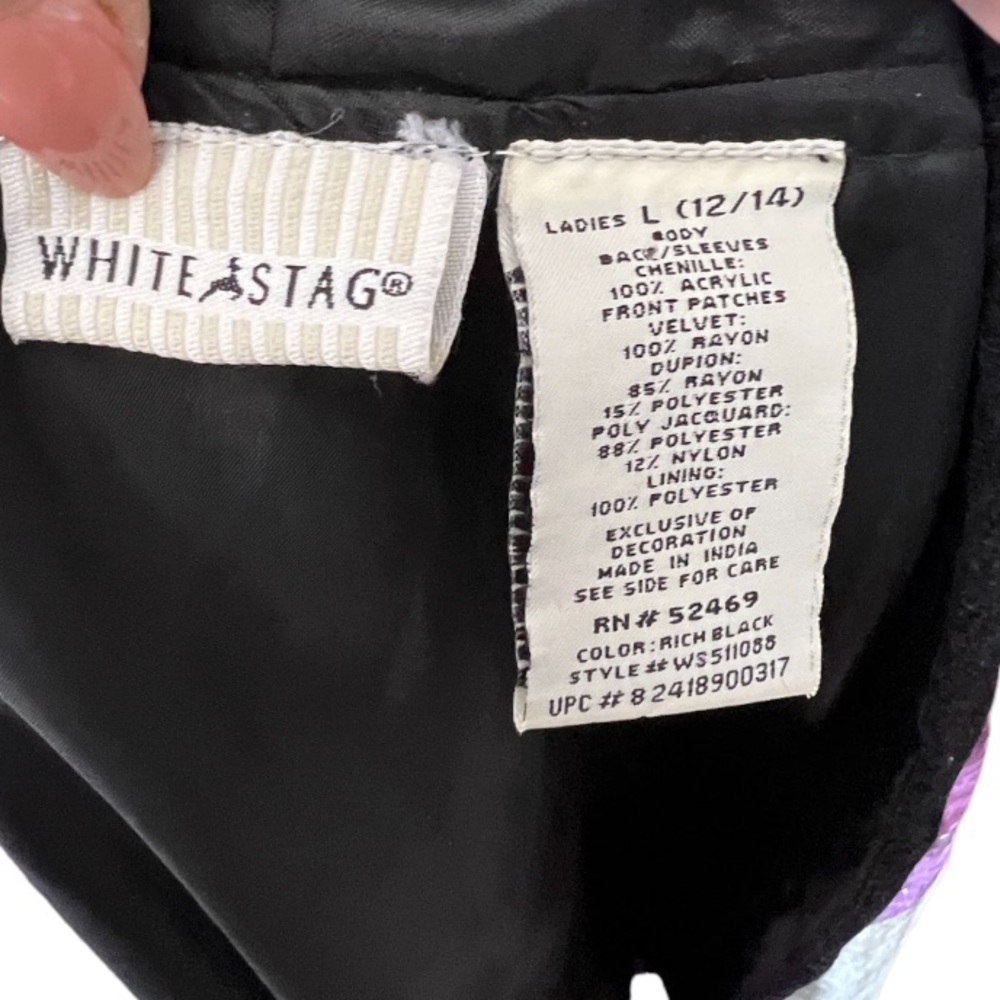 WHITE STAG®
LADIES L (12/14)
BODY
BACK/SLEEVES
CHENILLE:
100% ACRYLIC
FRONT PATCHES
VELVET:
100% RAYON
DUPION:
85% RAYON
15% POLYESTER
POLY JACQUARD:
88% POLYESTER
12% NYLON
LINING:
100% POLYESTER
EXCLUSIVE OF
DECORATION
MADE IN INDIA
SEE SIDE FOR CARE
RN# 52469
COLOR: RICH BLACK
STYLE# WS511088
UPC # 82418900317